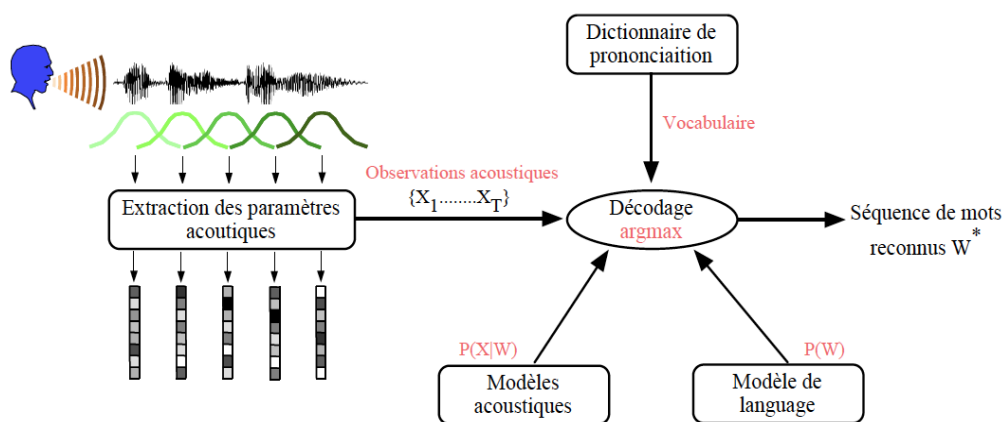 Dictionnaire de
prononciaition
Vocabulaire
Observations acoustiques
{X1........XT}
Extraction des paramètres
acoutiques
Décodage
argmax
Séquence de mots
reconnus W*
P(X|W)
P(W)
Modèles
acoustiques
Modèle de
language